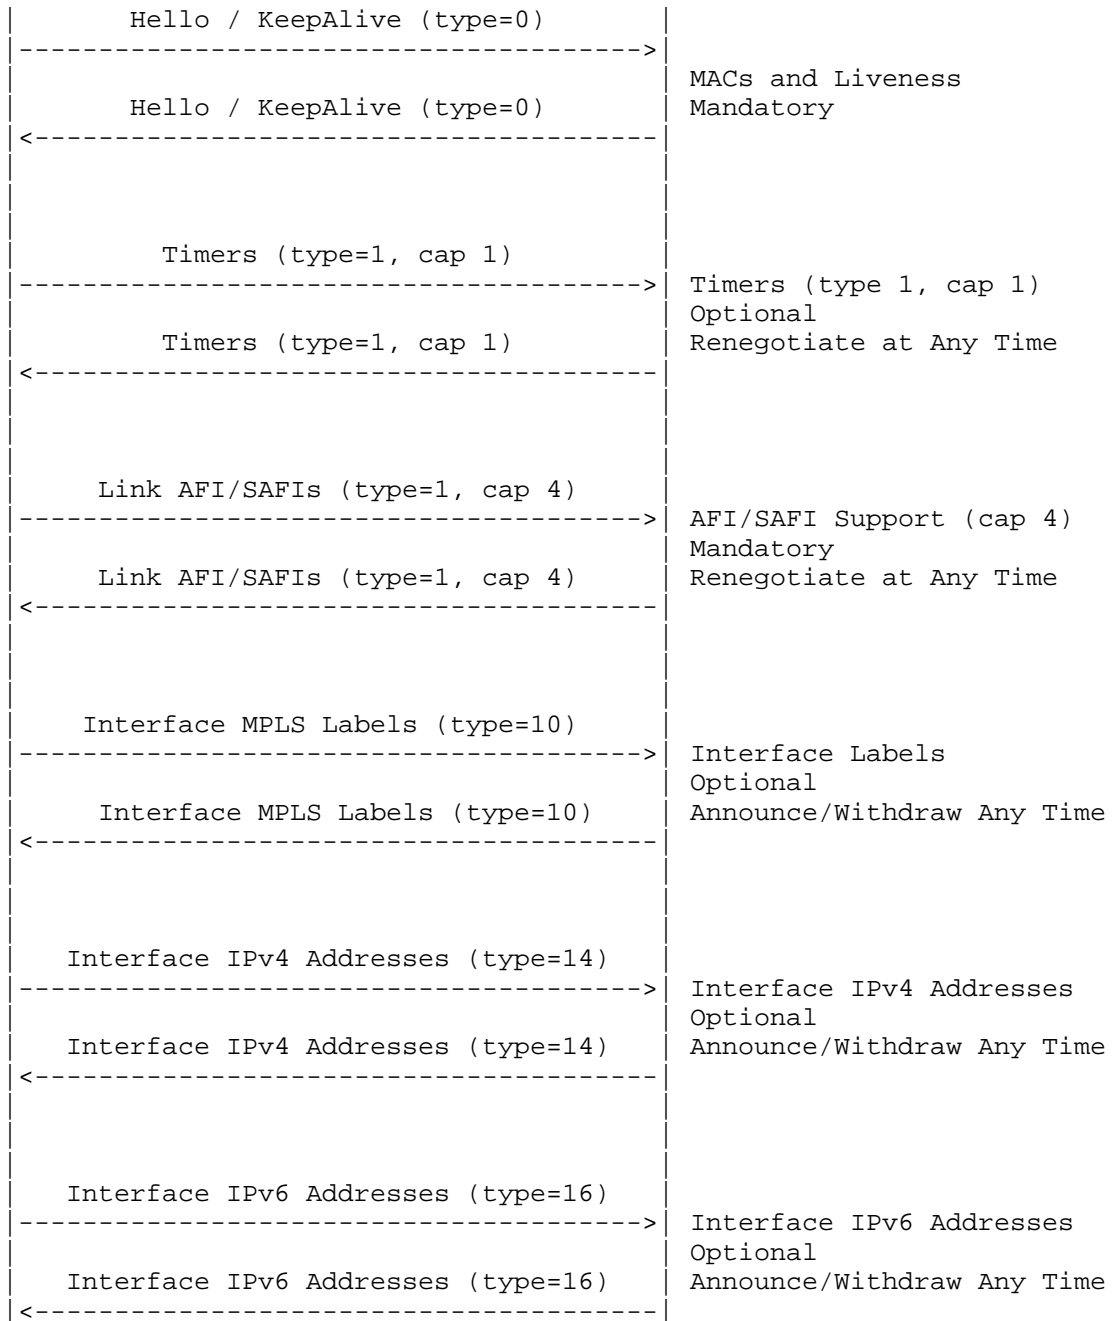 Hello / KeepAlive (type=0)
MACs and Liveness
Hello / KeepAlive (type=0) Mandatory
Timers (type=1, cap 1)
Timers (type 1, cap 1)
Optional
Timers (type=1, cap 1) Renegotiate at Any Time
Link AFI/SAFIs (type=1, cap 4)
AFI/SAFI Support (cap 4)
Mandatory
Link AFI/SAFIs (type=1, cap 4) Renegotiate at Any Time
Interface MPLS Labels (type=10)
Interface Labels
Optional
Interface MPLS Labels (type=10) Announce/Withdraw Any Time
Interface IPv4 Addresses (type=14)
Interface IPv4 Addresses
Optional
Interface IPv4 Addresses (type=14) Announce/Withdraw Any Time
Interface IPv6 Addresses (type=16)
Interface IPv6 Addresses
Optional
Interface IPv6 Addresses (type=16) Announce/Withdraw Any Time